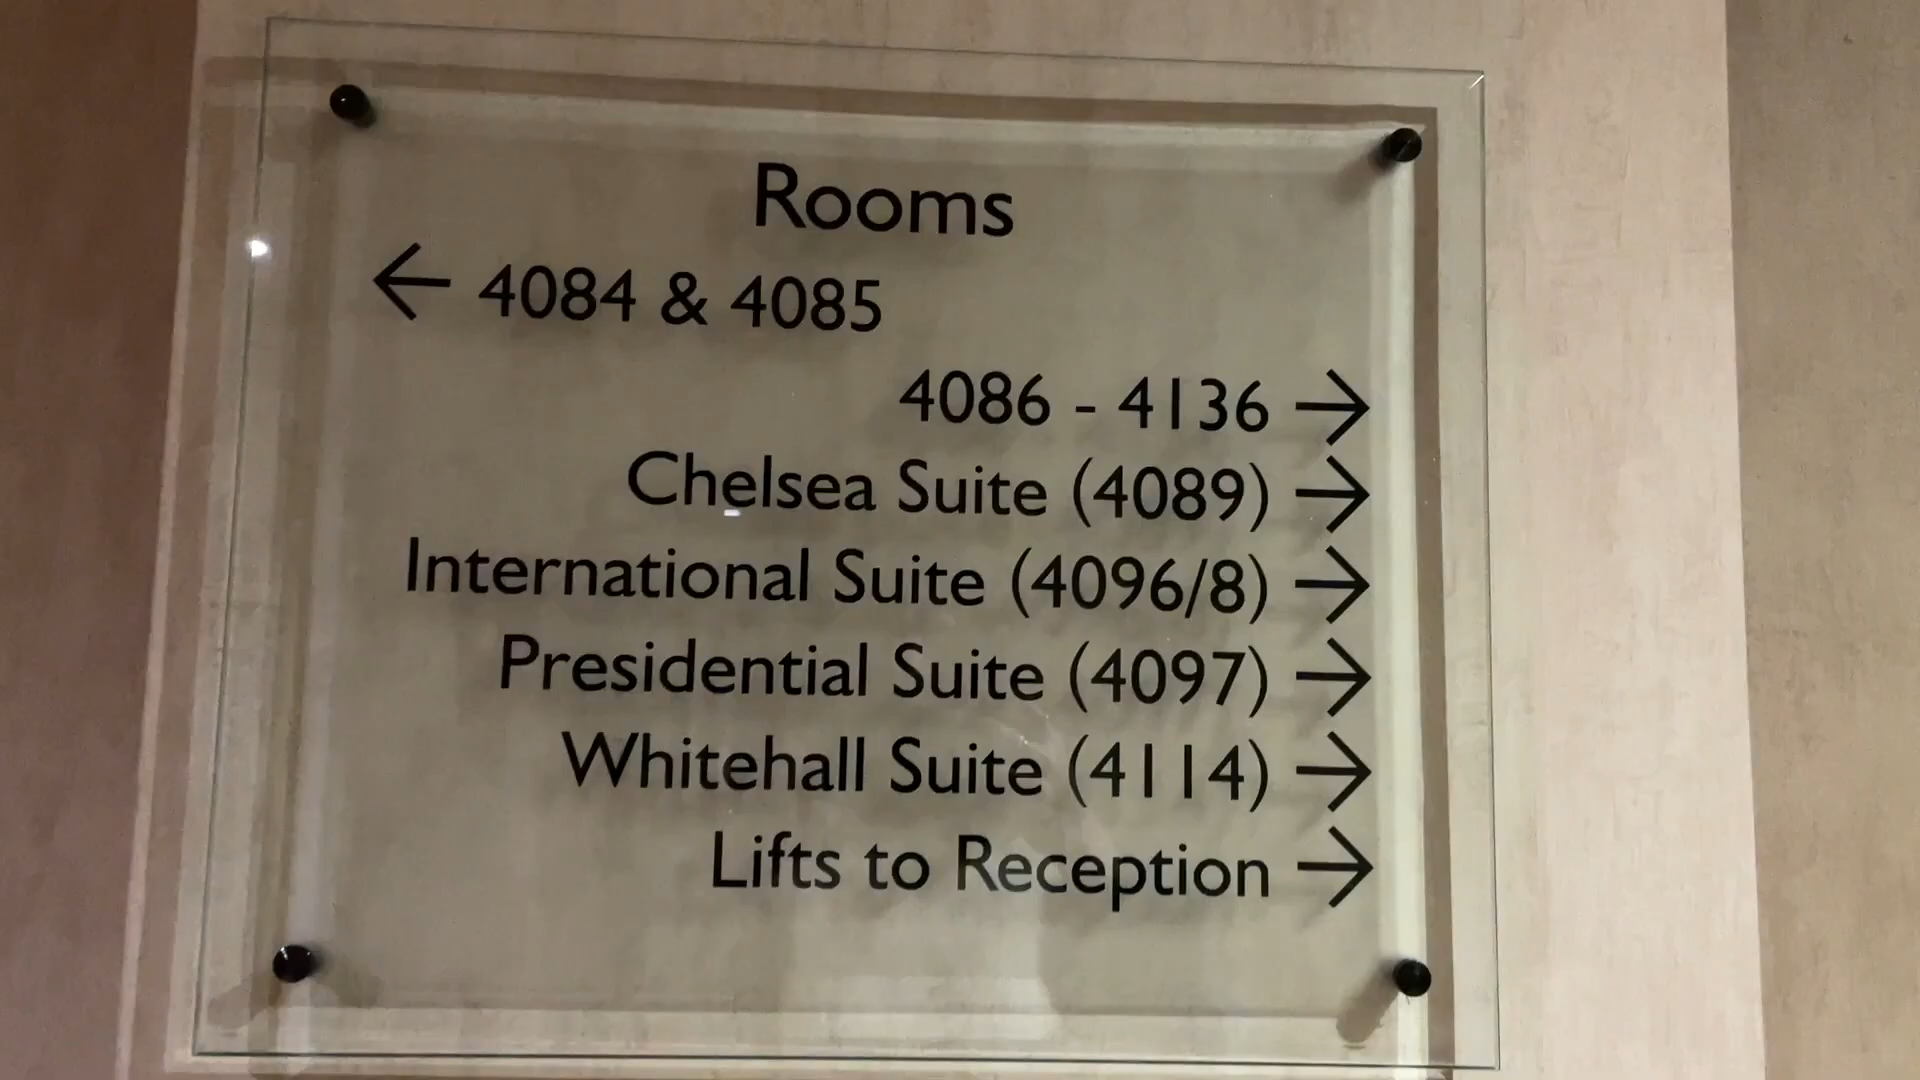 Rooms
← 4084 & 4085
4086 - 4136 →
Chelsea Suite (4089) →
International Suite (4096/8) →
Presidential Suite (4097) →
Whitehall Suite (4114) →
Lifts to Reception →